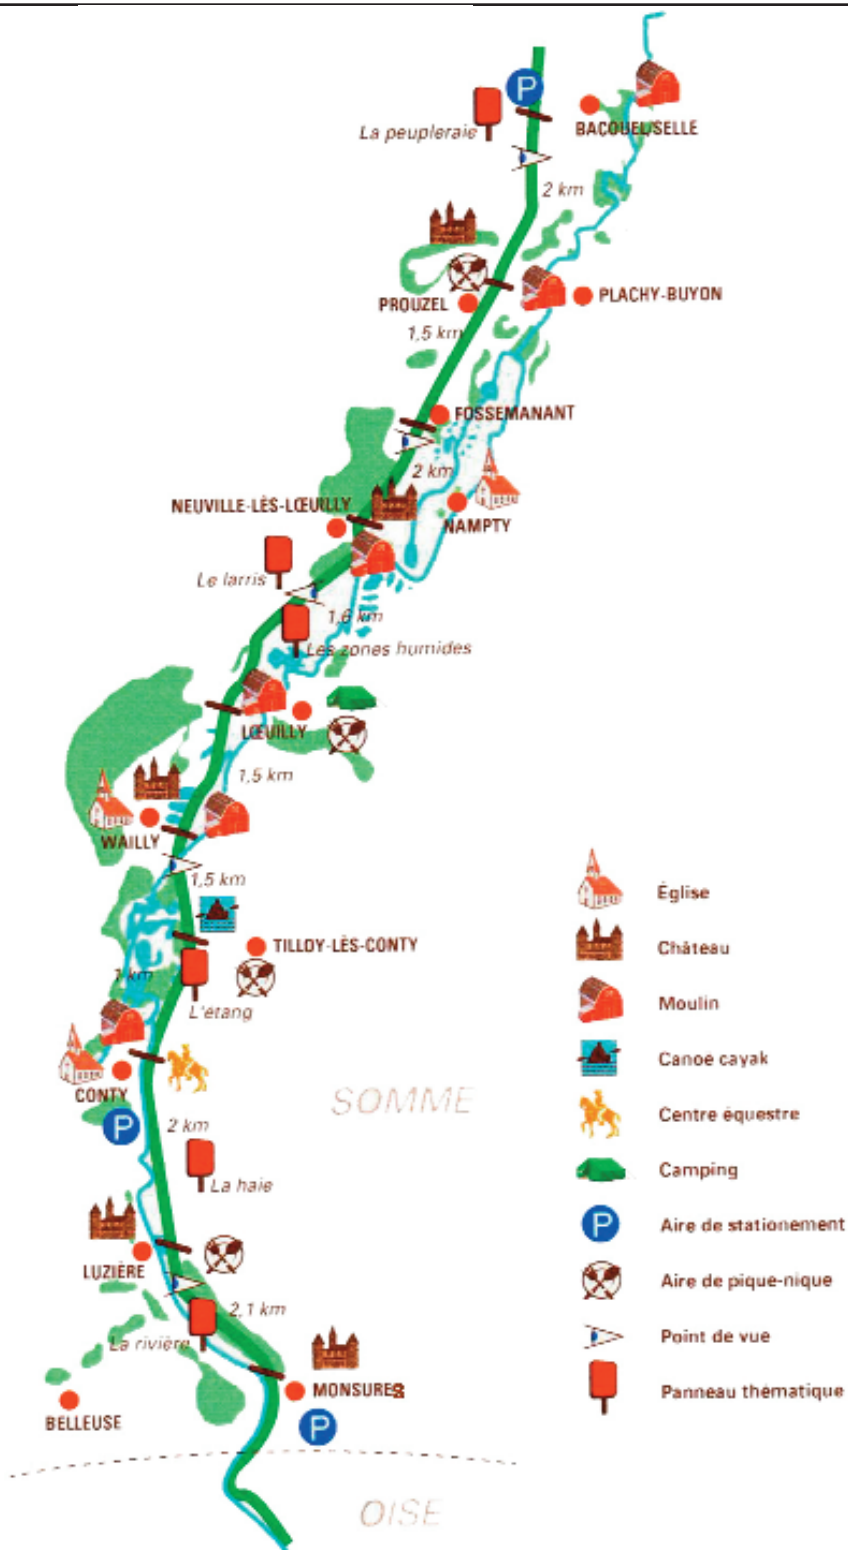 P
La peupleraie
BACQUEL/SELLE
2 km
PROUZEL
PLACHY-BUYON
1,5 km
FOSSEMANANT
2 km
NEUVILLE-LÈS-LŒUILLY
NAMPTY
Le larris
1,6 km
Les zones humides
LŒUILLY
1,5 km
WAILLY
1,5 km
TILLOY-LÈS-CONTY
1 km
L'étang
CONTY
P
2 km
La haie
LUZIÈRE
2,1 km
La rivière
MONSURES
BELLEUSE
P
SOMME
OISE
Église
Château
Moulin
Canoe cayak
Centre équestre
Camping
P
Aire de stationement
Aire de pique-nique
Point de vue
Panneau thématique